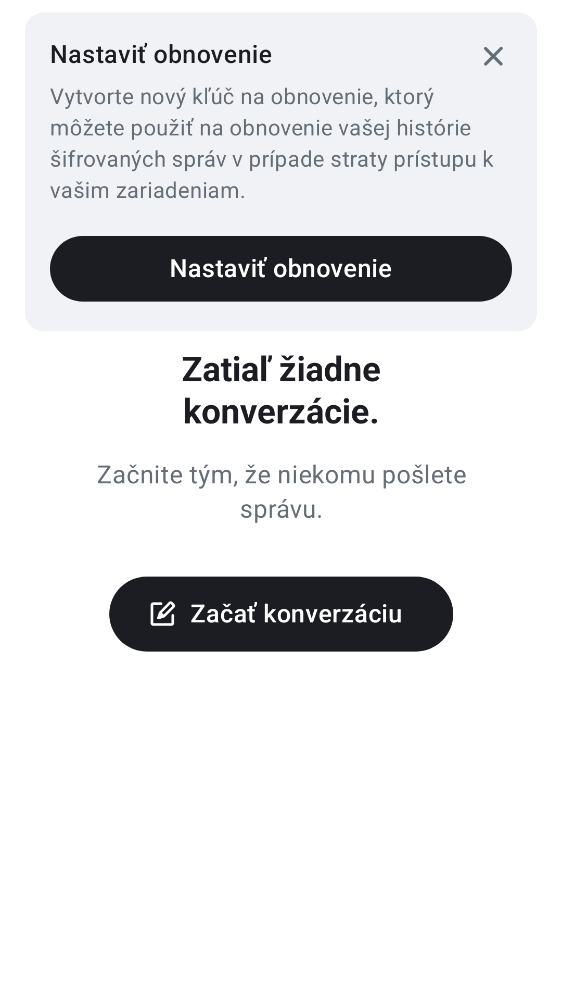 Nastaviť obnovenie
Vytvorte nový kľúč na obnovenie, ktorý
môžete použiť na obnovenie vašej histórie
šifrovaných správ v prípade straty prístupu k
vašim zariadeniam.
Nastaviť obnovenie
Zatiaľ žiadne
konverzácie.
Začnite tým, že niekomu pošlete
správu.
Začať konverzáciu